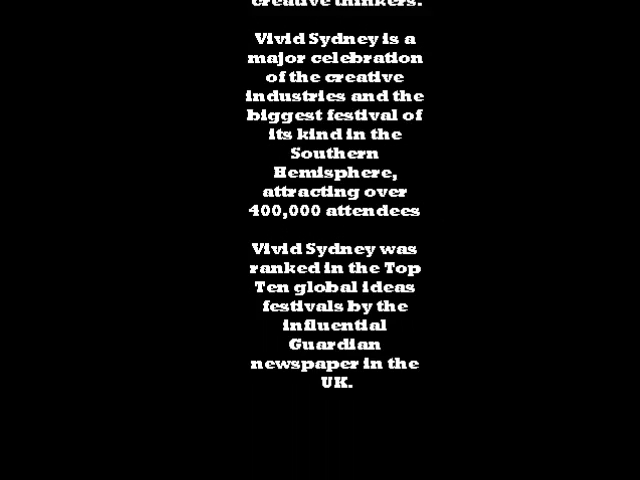 creative thinkers.
Vivid Sydney is a
major celebration
of the creative
industries and the
biggest festival of
its kind in the
Southern
Hemisphere,
attracting over
400,000 attendees
Vivid Sydney was
ranked in the Top
Ten global ideas
festivals by the
influential
Guardian
newspaper in the
UK.